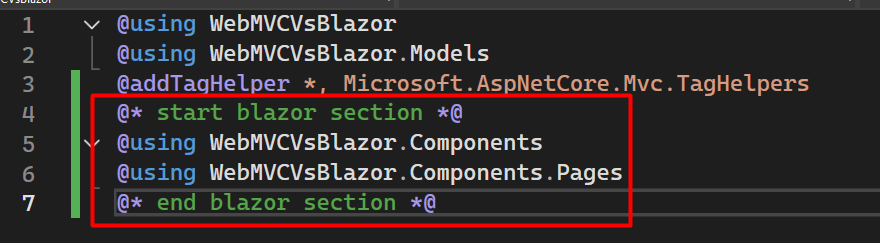 CVsBlazor
1 @using WebMVCVsBlazor
2 @using WebMVCVsBlazor.Models
3 @addTagHelper *, Microsoft.AspNetCore.Mvc.TagHelpers
4 @* start blazor section *@
5 @using WebMVCVsBlazor.Components
6 @using WebMVCVsBlazor.Components.Pages
7 @* end blazor section *@